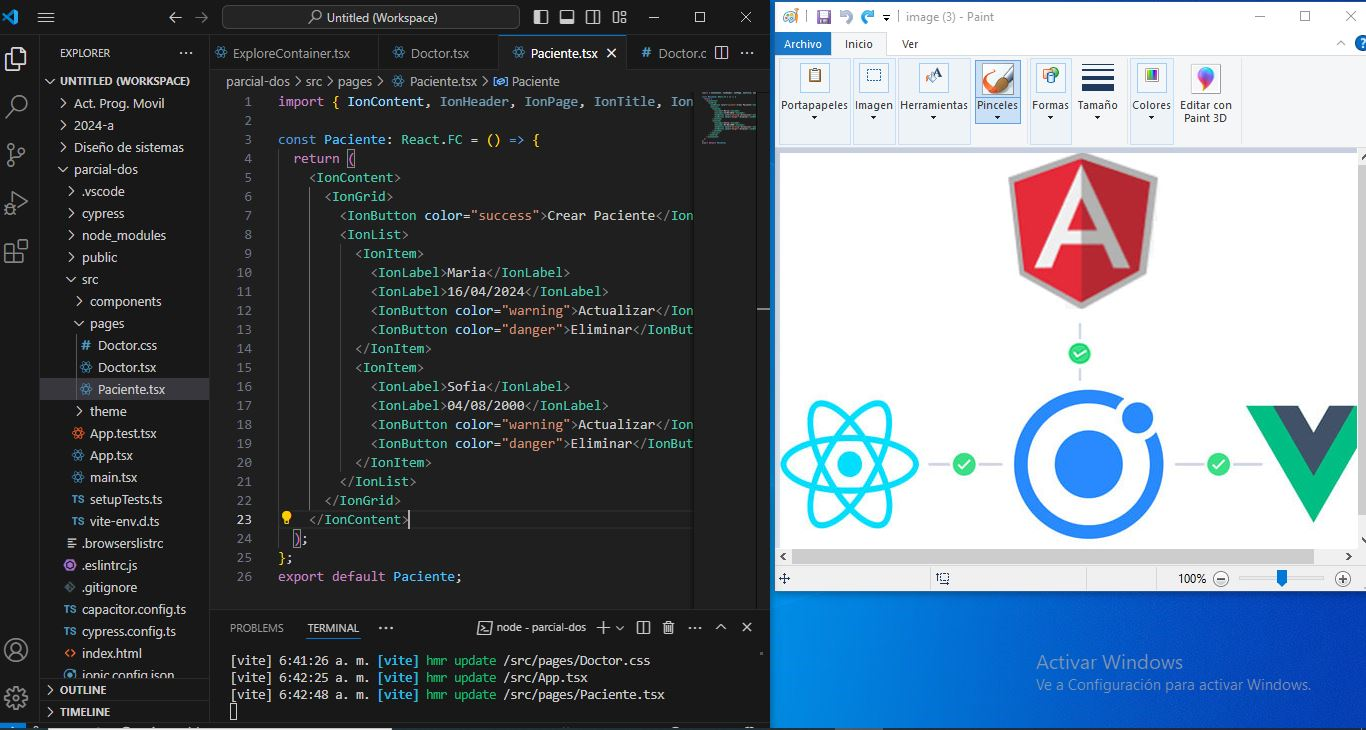 Untitled (Workspace)
EXPLORER
UNTITLED (WORKSPACE)
Act. Prog. Movil
2024-a
Diseño de sistemas
parcial-dos
.vscode
cypress
node_modules
public
src
components
pages
# Doctor.css
Doctor.tsx
Paciente.tsx
theme
App.test.tsx
App.tsx
main.tsx
TS setupTests.ts
TS vite-env.d.ts
.browserslistrc
.eslintrc.js
.gitignore
TS capacitor.config.ts
TS cypress.config.ts
<> index.html
ionic.config.json
OUTLINE
TIMELINE
ExploreContainer.tsx Doctor.tsx Paciente.tsx # Doctor.c
parcial-dos > src > pages > Paciente.tsx > Paciente
1 import { IonContent, IonHeader, IonPage, IonTitle, Ion
2
3 const Paciente: React.FC = () => {
4 return (
5 <IonContent>
6 <IonGrid>
7 <IonButton color="success">Crear Paciente</Ion
8 <IonList>
9 <IonItem>
10 <IonLabel>Maria</IonLabel>
11 <IonLabel>16/04/2024</IonLabel>
12 <IonButton color="warning">Actualizar</Ion
13 <IonButton color="danger">Eliminar</IonBut
14 </IonItem>
15 <IonItem>
16 <IonLabel>Sofia</IonLabel>
17 <IonLabel>04/08/2000</IonLabel>
18 <IonButton color="warning">Actualizar</Ion
19 <IonButton color="danger">Eliminar</IonBut
20 </IonItem>
21 </IonList>
22 </IonGrid>
23 </IonContent>
24 );
25 };
26 export default Paciente;
PROBLEMS TERMINAL node - parcial-dos
[vite] 6:41:26 a. m. [vite] hmr update /src/pages/Doctor.css
[vite] 6:42:25 a. m. [vite] hmr update /src/App.tsx
[vite] 6:42:48 a. m. [vite] hmr update /src/pages/Paciente.tsx
image (3) - Paint
Archivo Inicio Ver
Portapapeles Imagen Herramientas Pinceles Formas Tamaño Colores Editar con
Paint 3D
A
100%
Activar Windows
Ve a Configuración para activar Windows.